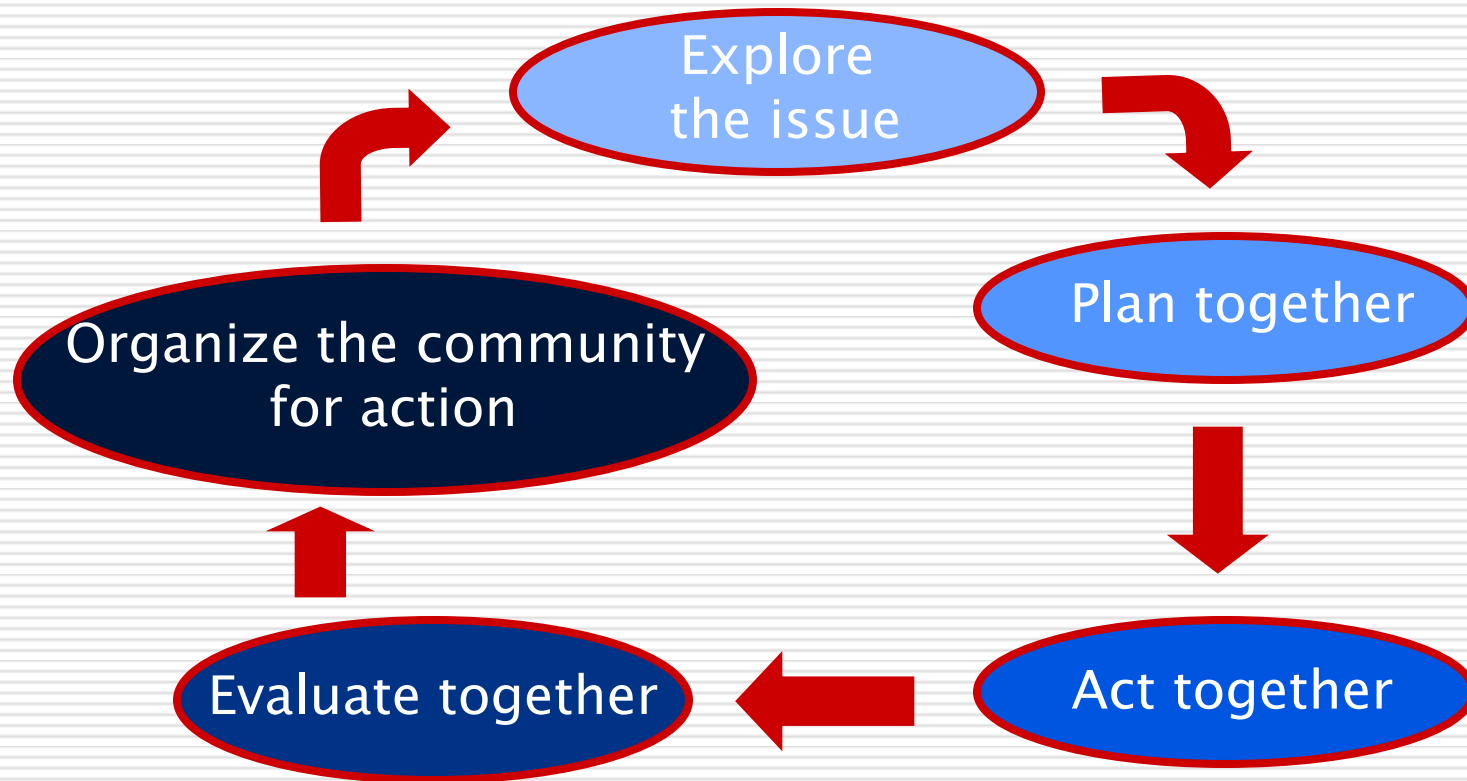 Explore
the issue
Plan together
Organize the community
for action
Evaluate together
Act together